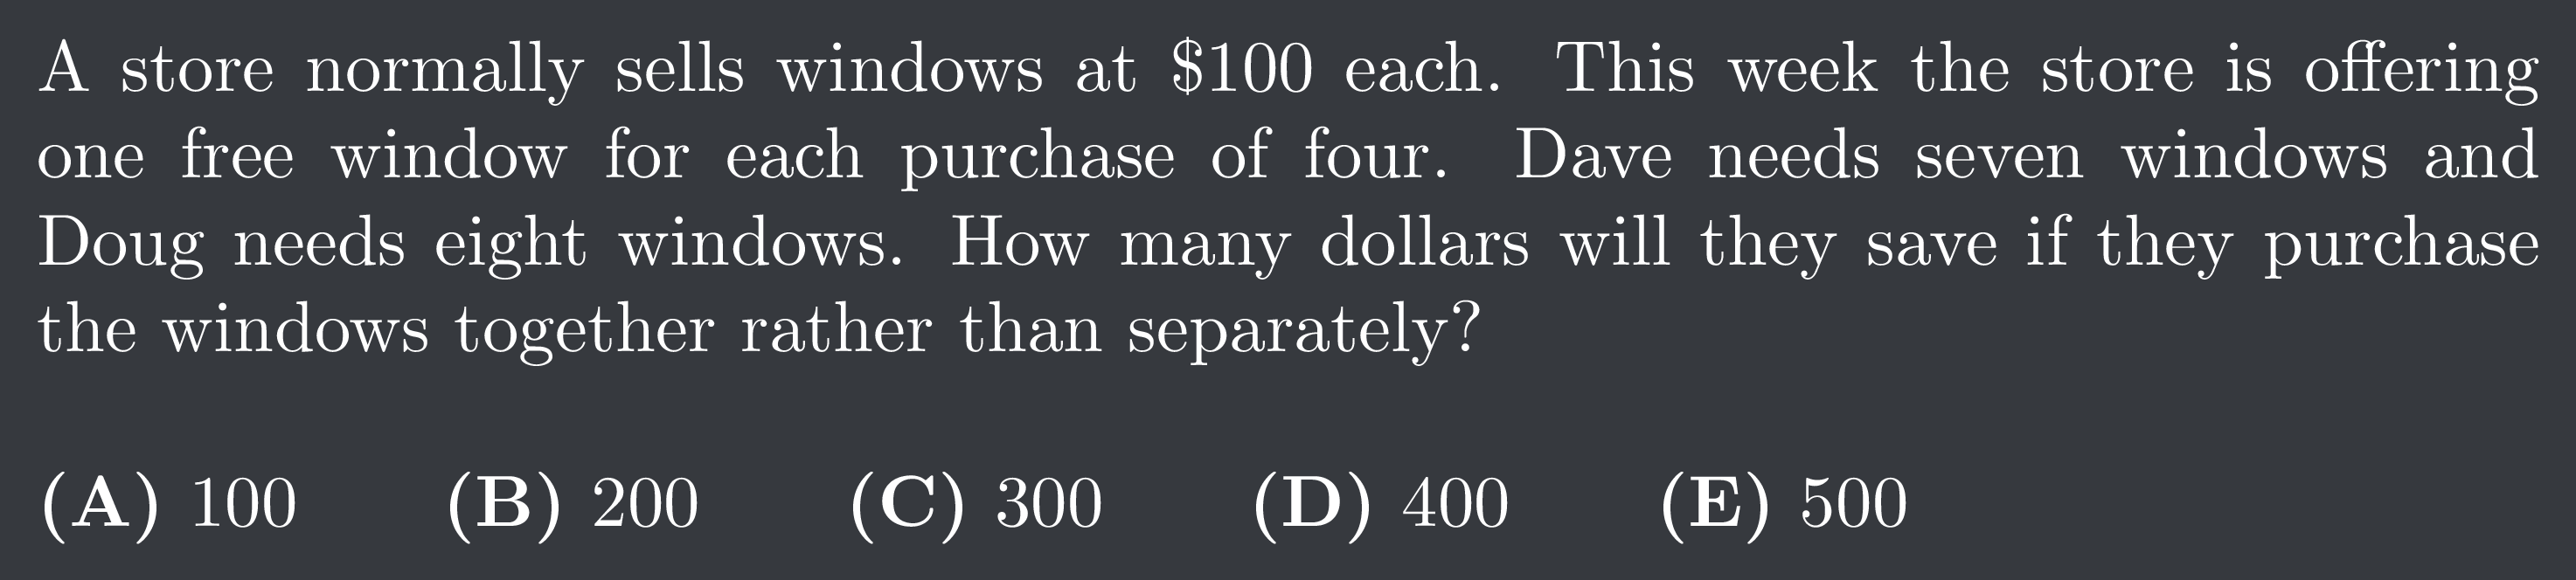 A store normally sells windows at $100 each. This week the store is offering
one free window for each purchase of four. Dave needs seven windows and
Doug needs eight windows. How many dollars will they save if they purchase
the windows together rather than separately?
(A) 100 (B) 200 (C) 300 (D) 400 (E) 500